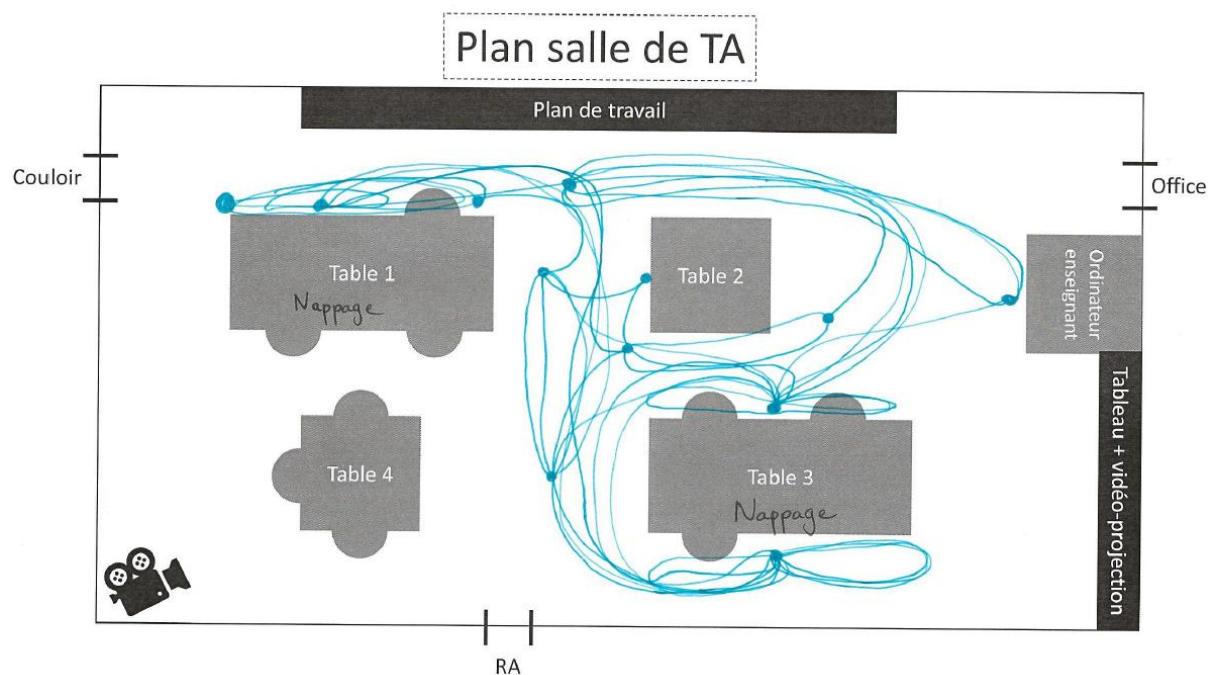 Plan salle de TA
Plan de travail
Couloir
Office
Table 1
Nappage
Table 2
Ordinateur
enseignant
Table 4
Table 3
Nappage
Tableau + vidéo-projection
RA